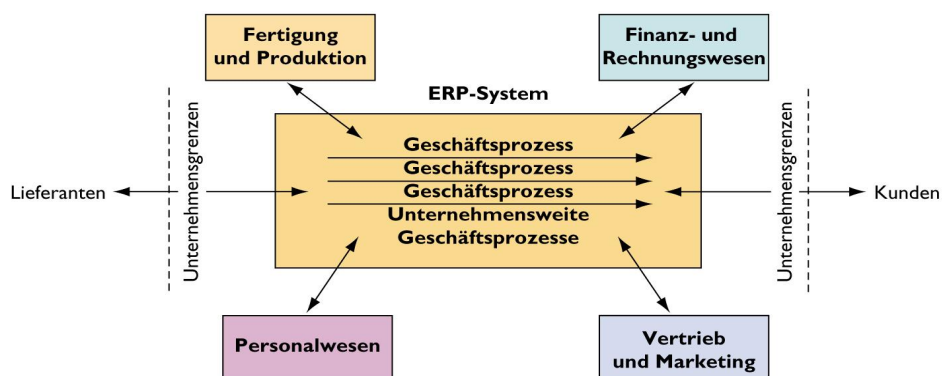 Fertigung
und Produktion
Finanz- und
Rechnungswesen
ERP-System
Unternehmensgrenzen
Geschäftsprozess
Geschäftsprozess
Geschäftsprozess
Unternehmensweite
Geschäftsprozesse
Lieferanten
Unternehmensgrenzen
Kunden
Personalwesen
Vertrieb
und Marketing